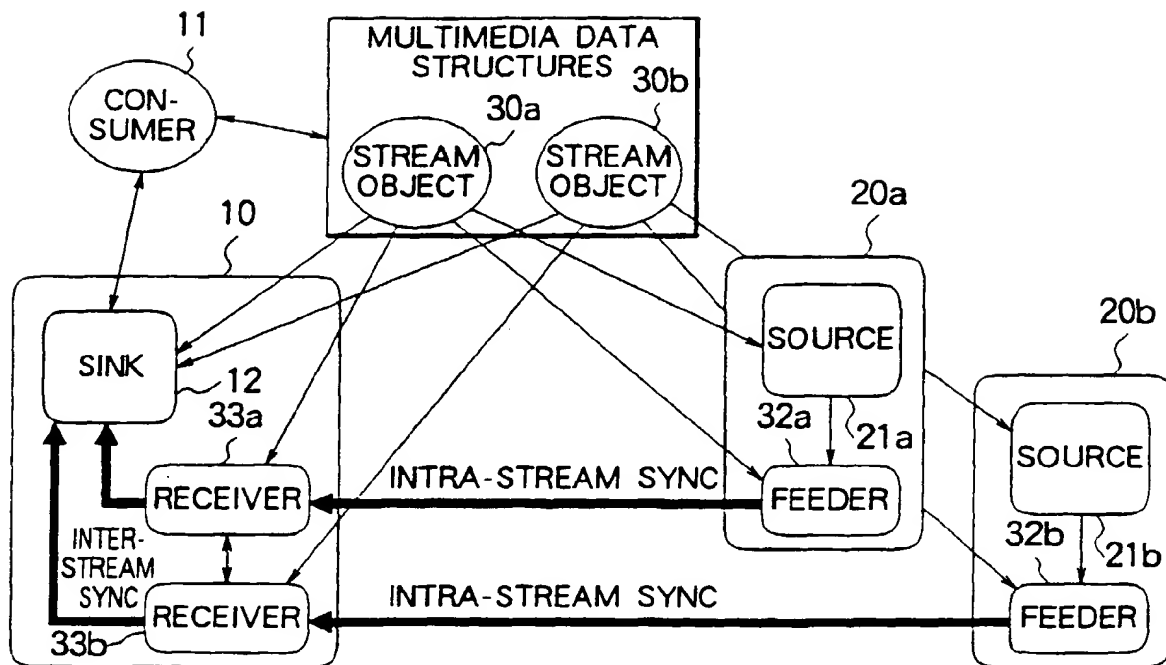 11
CON-
SUMER
MULTIMEDIA DATA
STRUCTURES
30a
30b
STREAM
OBJECT
STREAM
OBJECT
10
20a
20b
SINK
12
SOURCE
21a
SOURCE
21b
33a
RECEIVER
INTRA-STREAM SYNC
32a
FEEDER
INTER-
STREAM
SYNC
33b
RECEIVER
INTRA-STREAM SYNC
32b
FEEDER